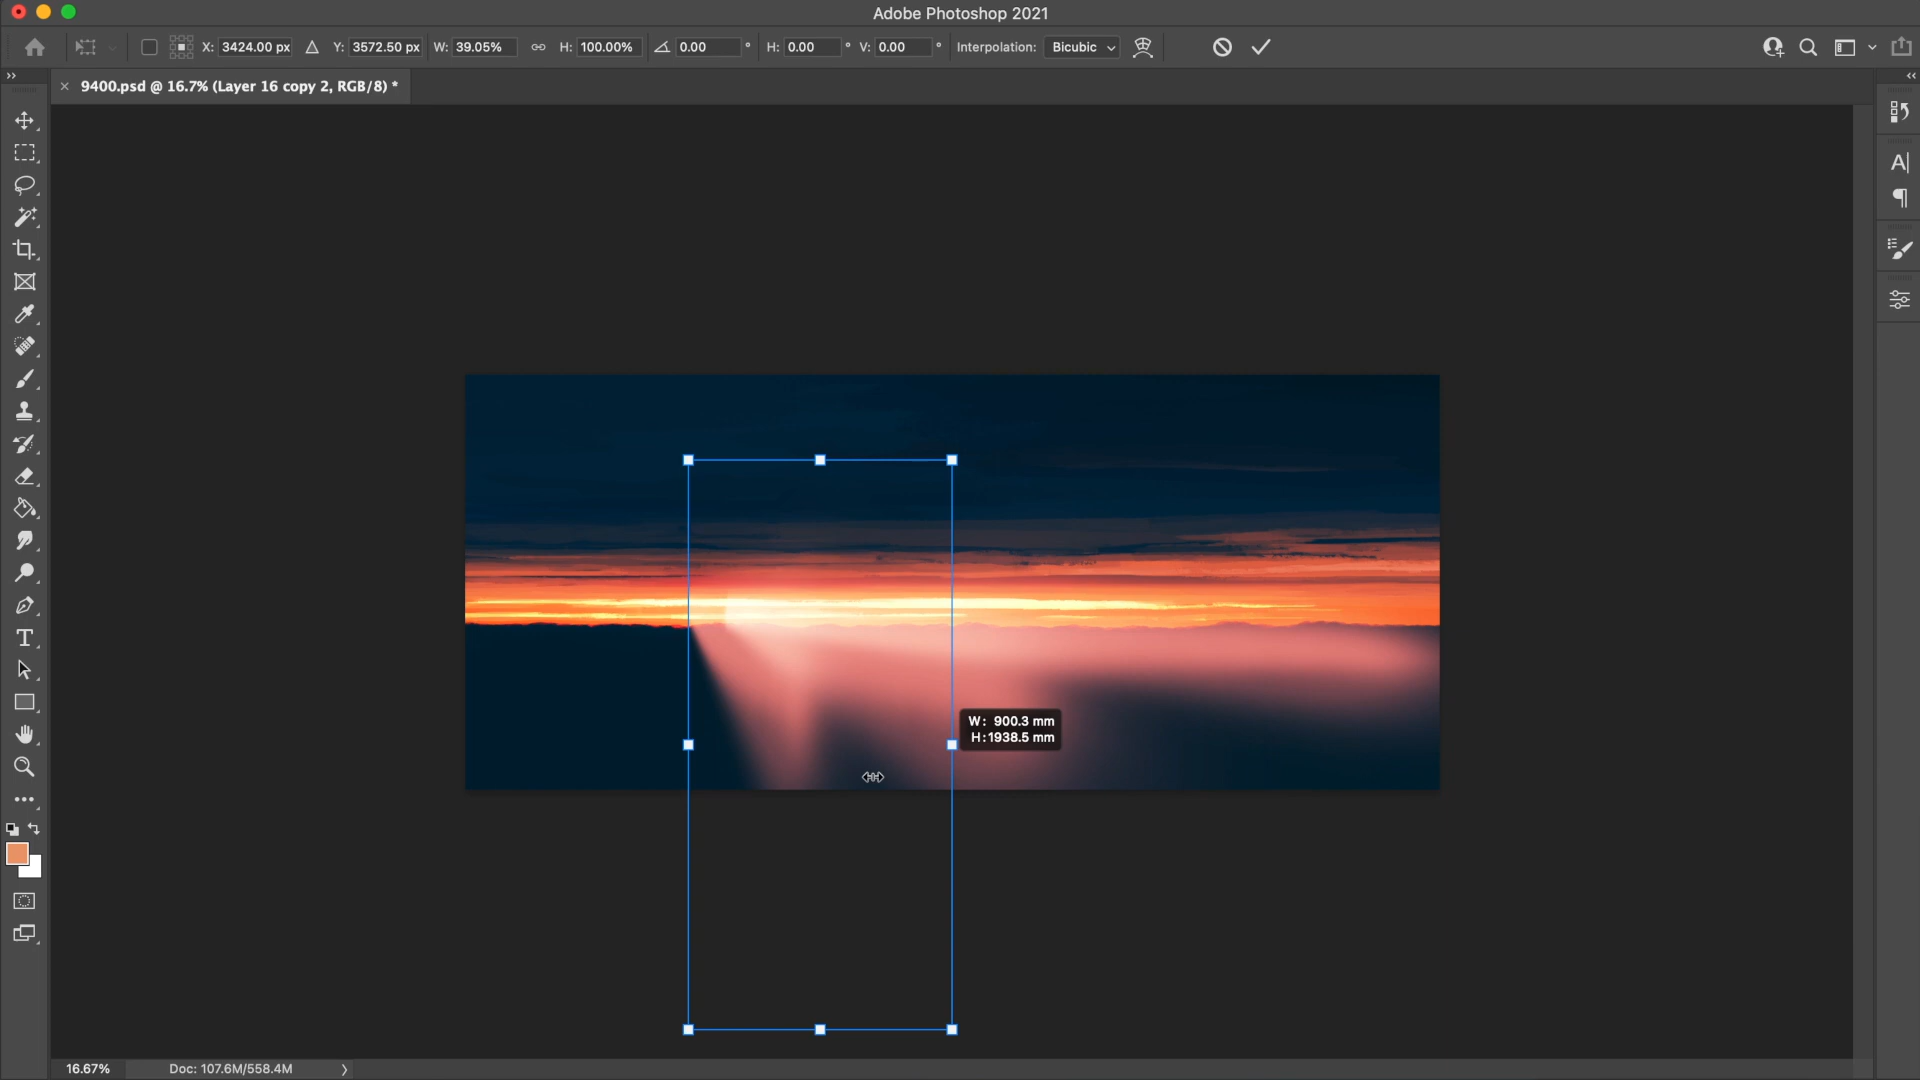 Adobe Photoshop 2021
X: 3424.00 px Y: 3572.50 px W: 39.05% H: 100.00% 0.00 ° H: 0.00 ° V: 0.00 ° Interpolation: Bicubic
9400.psd @ 16.7% (Layer 16 copy 2, RGB/8) *
W: 900.3 mm
H: 1938.5 mm
16.67% Doc: 107.6M/558.4M